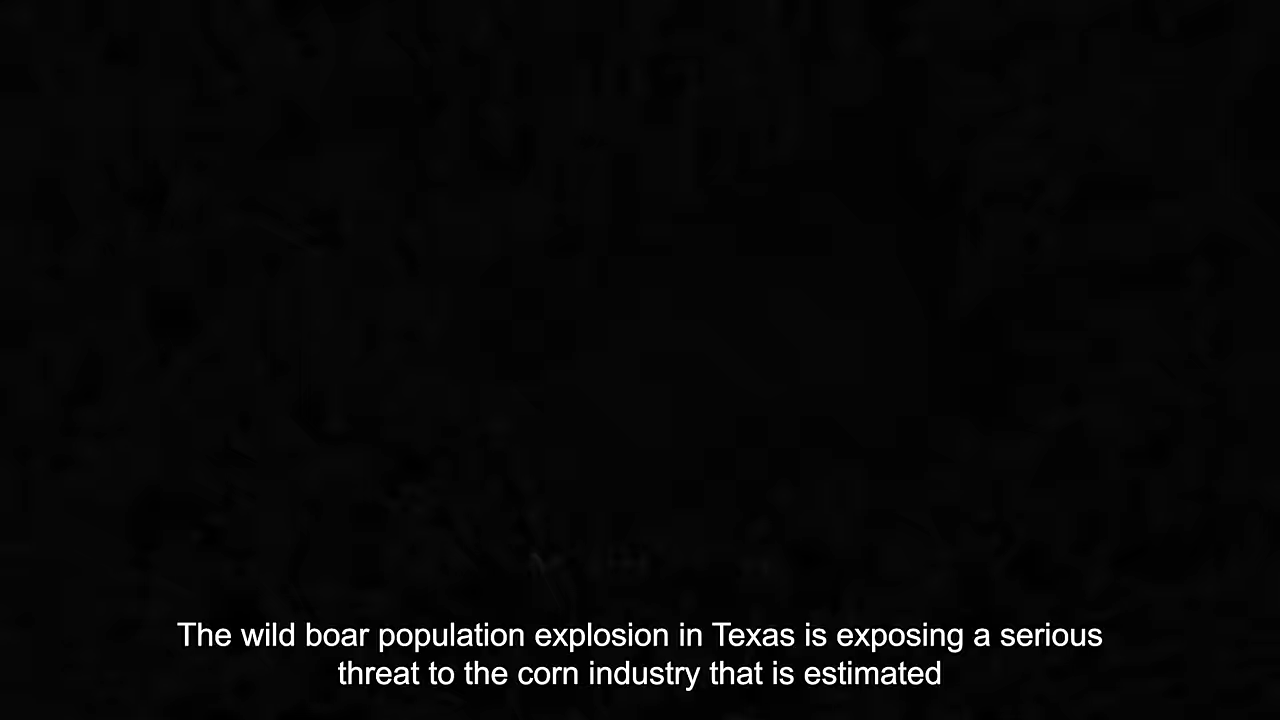 The wild boar population explosion in Texas is exposing a serious
threat to the corn industry that is estimated